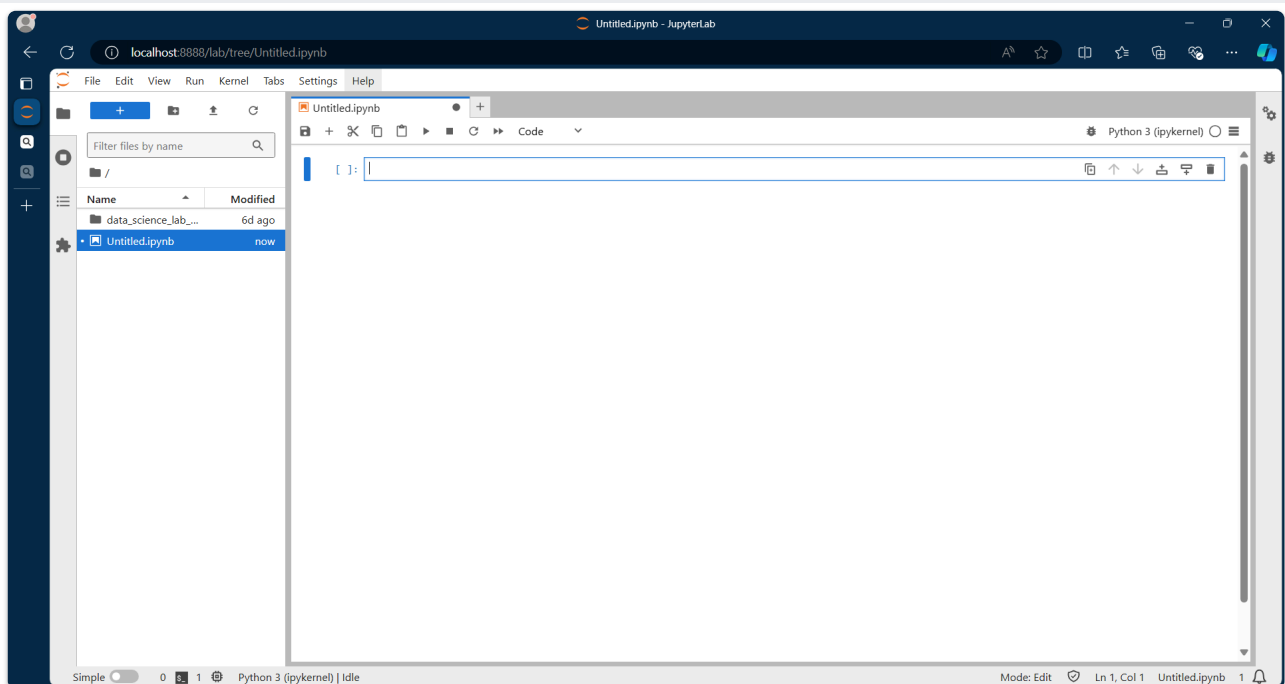 Untitled.ipynb - JupyterLab
localhost:8888/lab/tree/Untitled.ipynb
File Edit View Run Kernel Tabs Settings Help
Untitled.ipynb
Code
Python 3 (ipykernel)
Filter files by name
/
Name Modified
data_science_lab_... 6d ago
Untitled.ipynb now
[ ]:
Simple 0 1 Python 3 (ipykernel) | Idle
Mode: Edit Ln 1, Col 1 Untitled.ipynb 1